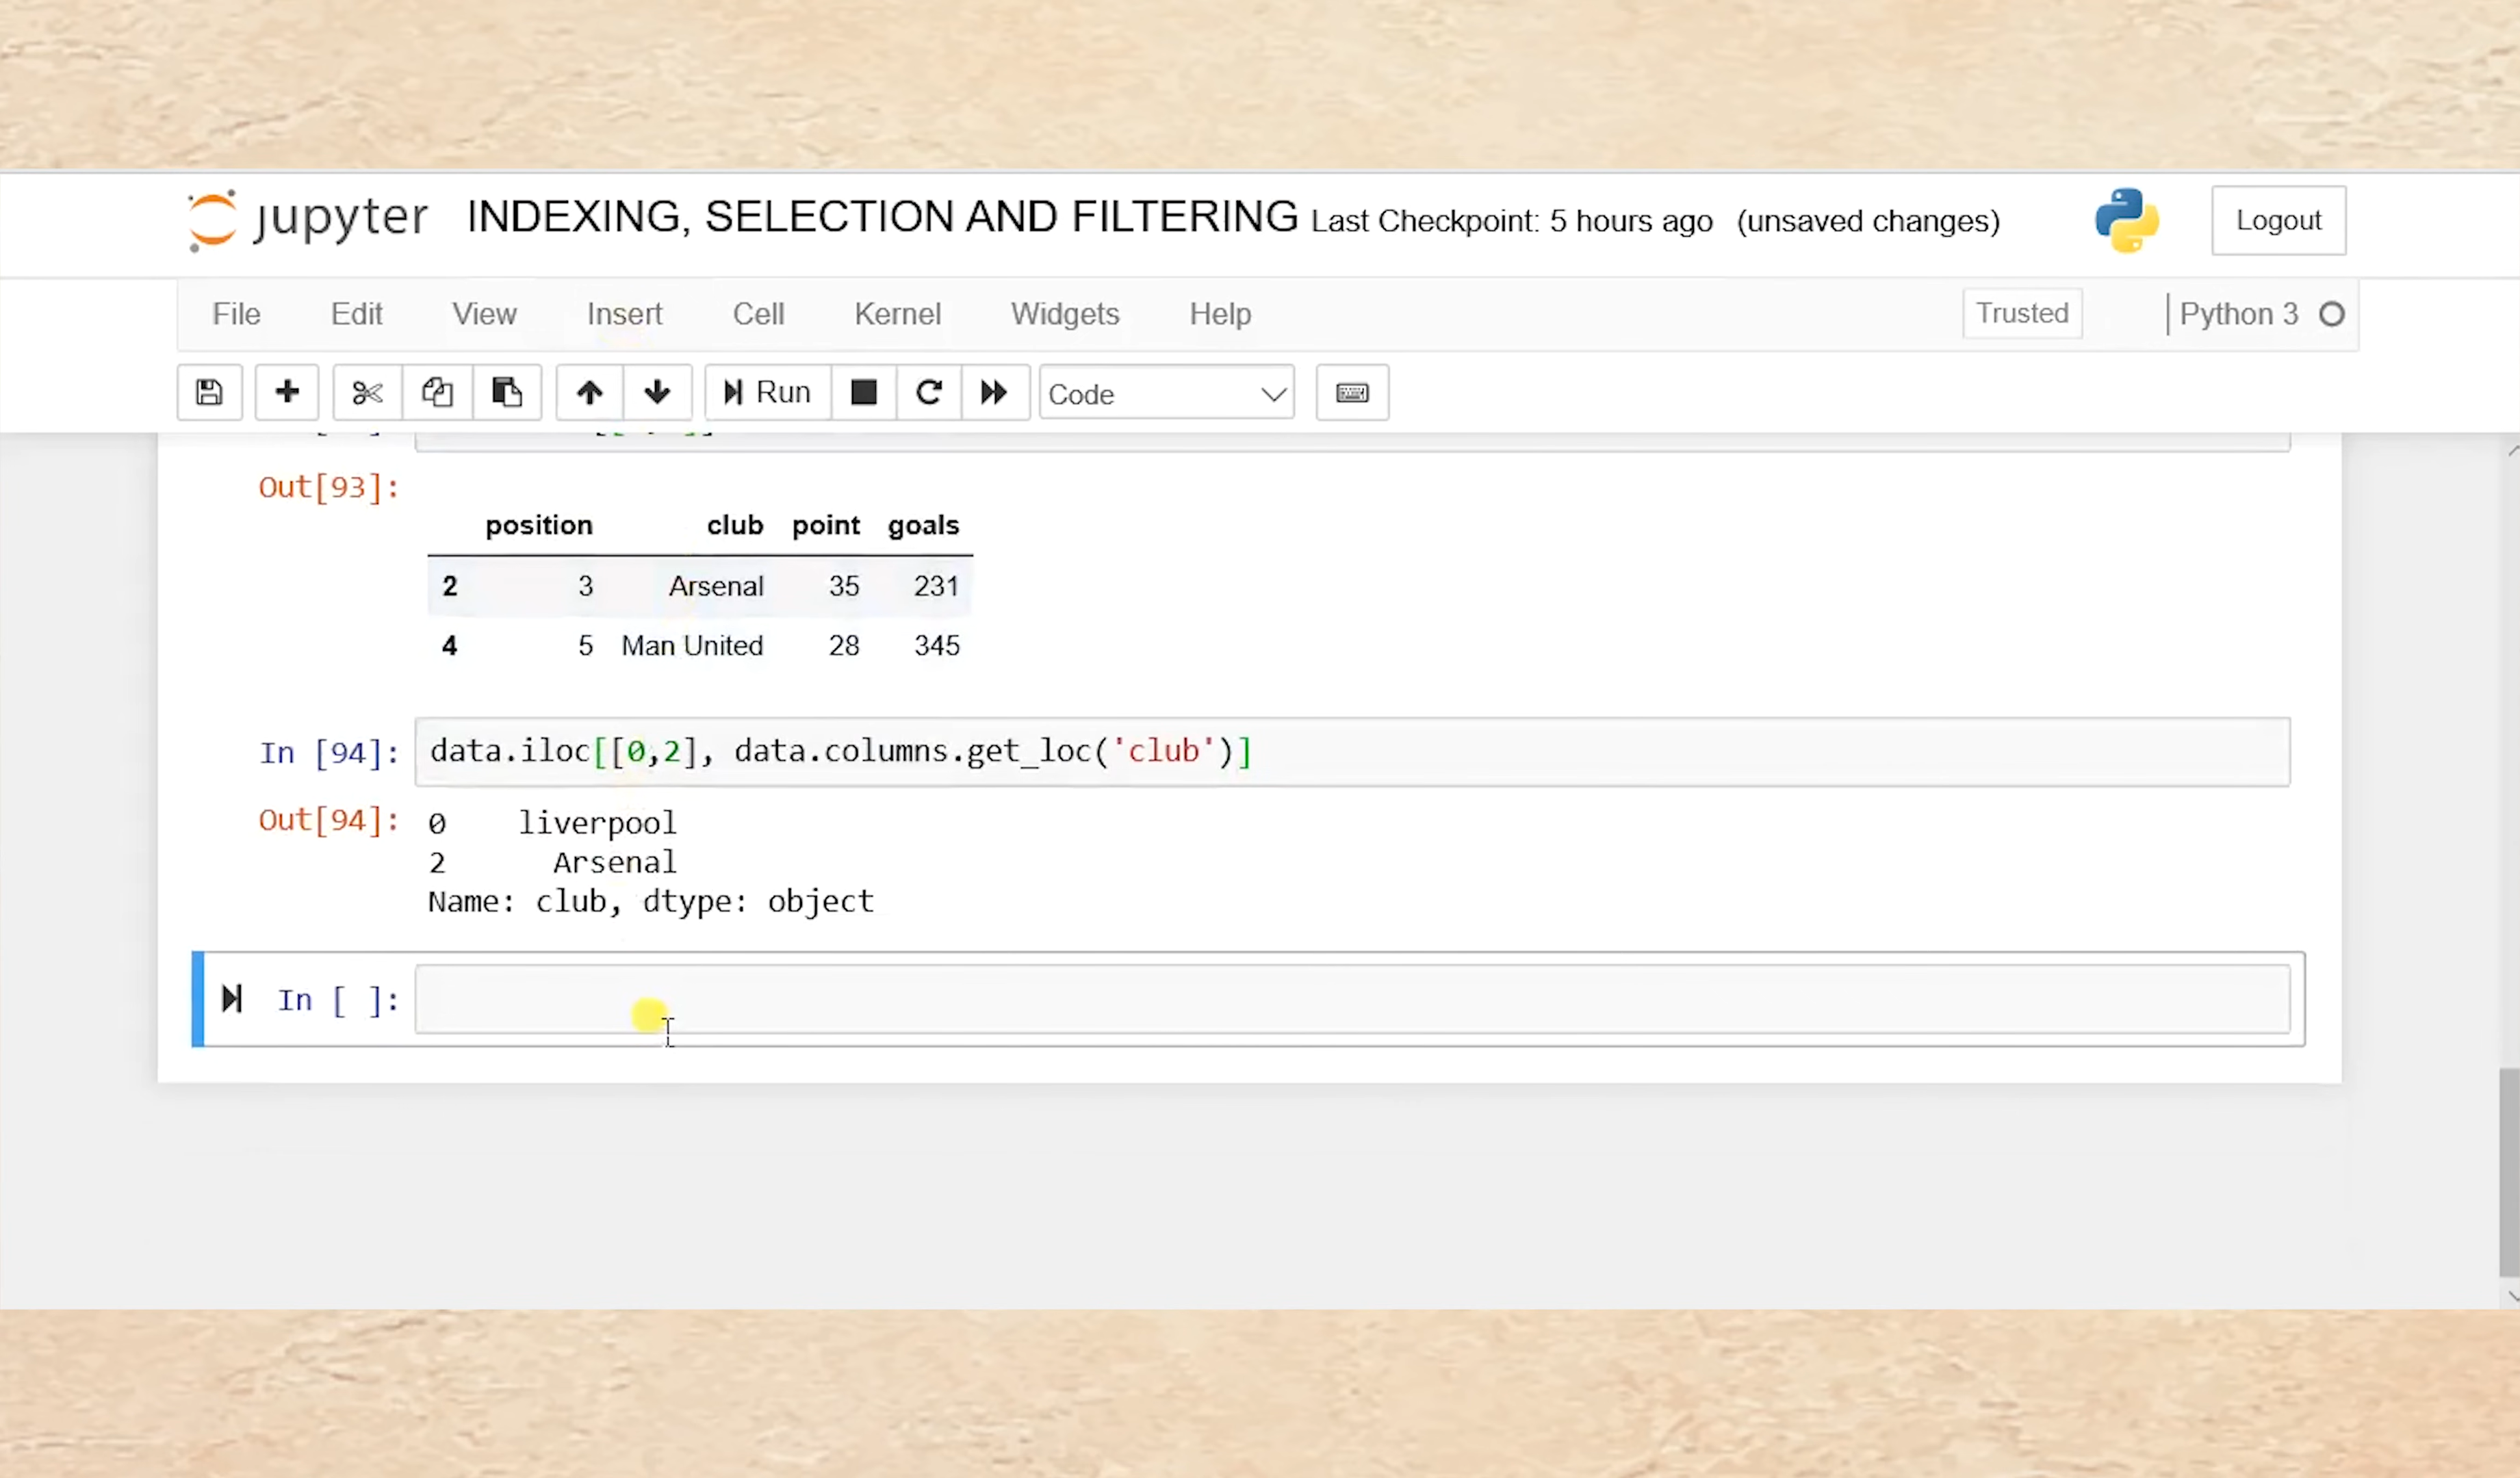 jupyter INDEXING, SELECTION AND FILTERING Last Checkpoint: 5 hours ago (unsaved changes) Logout
File Edit View Insert Cell Kernel Widgets Help Trusted Python 3
Run Code
Out[93]:
position club point goals
2 3 Arsenal 35 231
4 5 Man United 28 345
In [94]: data.iloc[[0,2], data.columns.get_loc('club')]
Out[94]: 0 liverpool
2 Arsenal
Name: club, dtype: object
In [ ]: